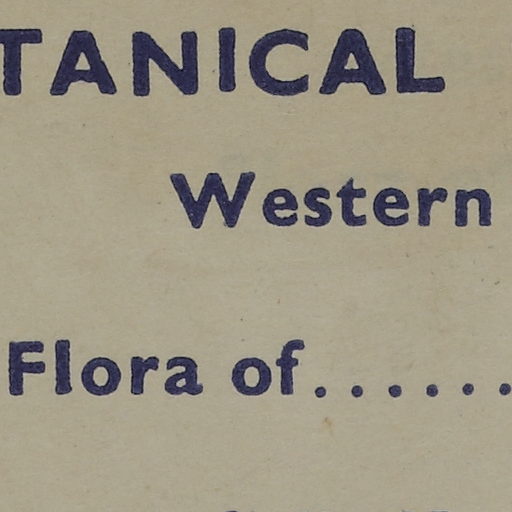 TANICAL
Western
Flora of.......